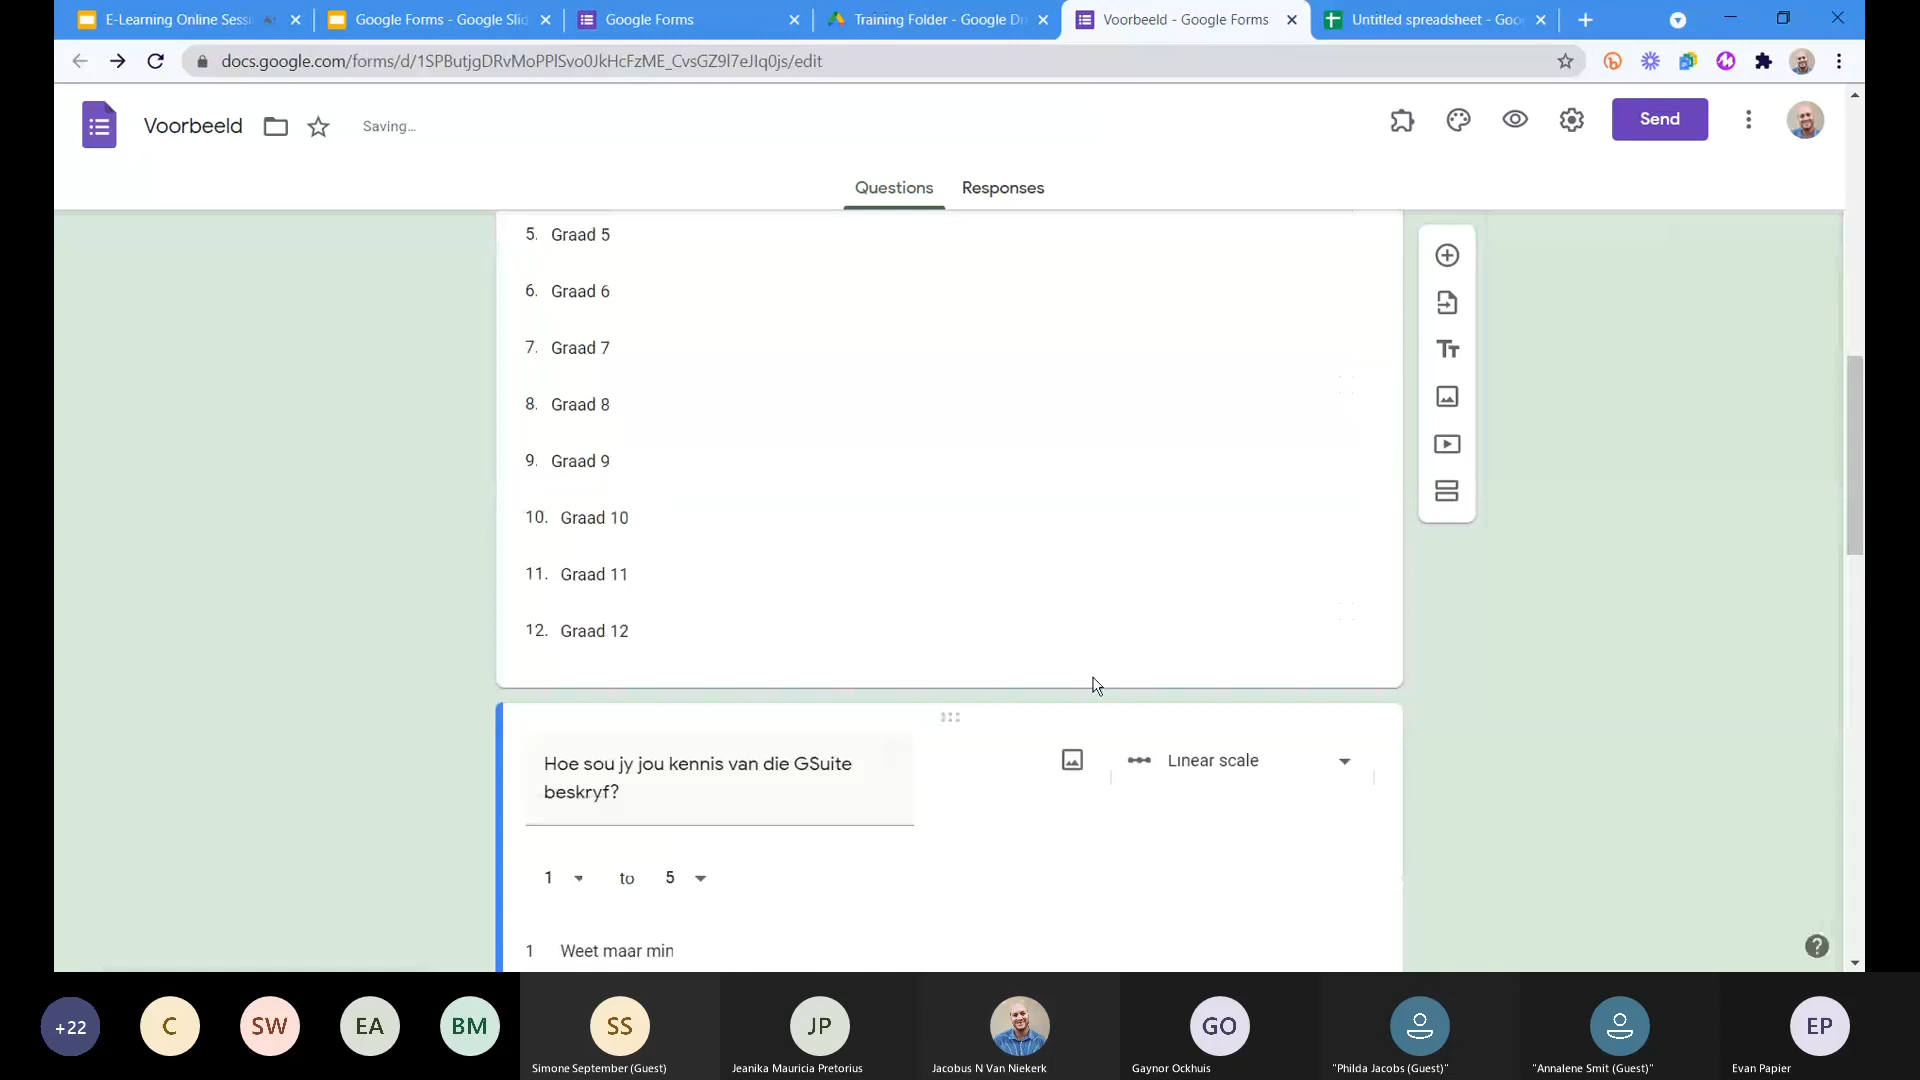 E-Learning Online Sess
Google Forms - Google Slid
Google Forms
Training Folder - Google Dr
Voorbeeld - Google Forms
Untitled spreadsheet - Goo
docs.google.com/forms/d/1SPButjgDRvMoPPlSvo0JkHcFzME_CvsGZ9l7eJIq0js/edit
Voorbeeld
Saving...
Send
Questions
Responses
5. Graad 5
6. Graad 6
7. Graad 7
8. Graad 8
9. Graad 9
10. Graad 10
11. Graad 11
12. Graad 12
Hoe sou jy jou kennis van die GSuite
beskryf?
Linear scale
1 to 5
1 Weet maar min
+22
C
SW
EA
BM
SS
JP
GO
EP
Simone September (Guest)
Jeanika Mauricia Pretorius
Jacobus N Van Niekerk
Gaynor Ockhuis
"Philda Jacobs (Guest)"
"Annalene Smit (Guest)"
Evan Papier